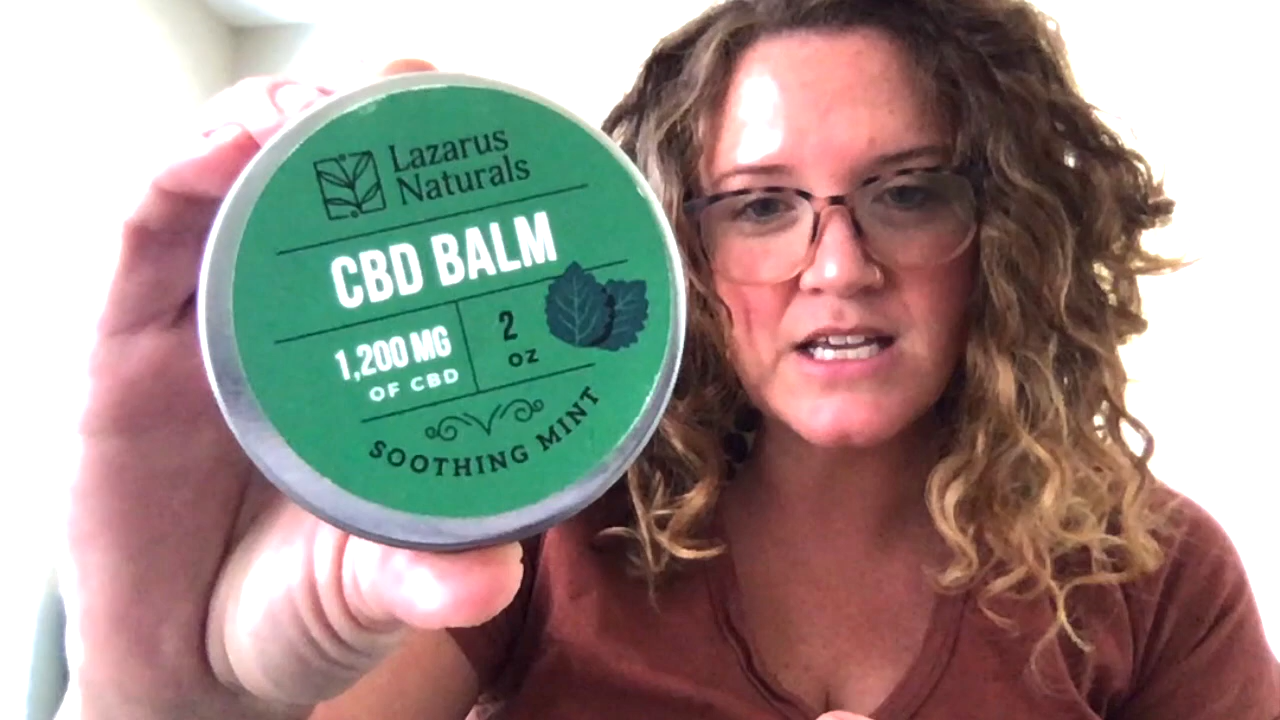 Lazarus
Naturals
CBD BALM
1,200 MG
OF CBD
2
OZ
SOOTHING MINT